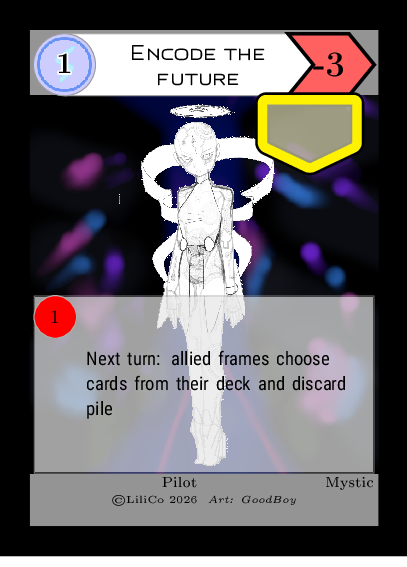 1
ENCODE THE
FUTURE
-3
1
Next turn: allied frames choose
cards from their deck and discard
pile
Pilot
Mystic
©LiliCo 2026 Art: GoodBoy